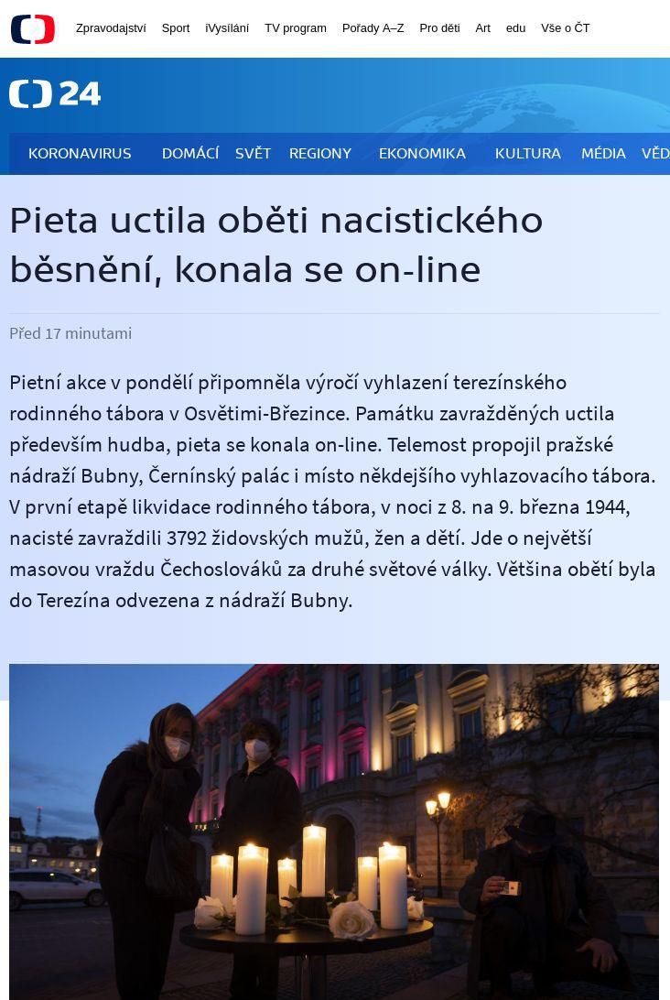 Zpravodajství Sport iVysílání TV program Pořady A–Z Pro děti Art edu Vše o ČT
24
KORONAVIRUS DOMÁCÍ SVĚT REGIONY EKONOMIKA KULTURA MÉDIA
Pieta uctila oběti nacistického
běsnění, konala se on-line
Před 17 minutami
Pietní akce v pondělí připomněla výročí vyhlazení terezínského
rodinného tábora v Osvětimi-Březince. Památku zavražděných uctila
především hudba, pieta se konala on-line. Telemost propojil pražské
nádraží Bubny, Černínský palác i místo někdejšího vyhlazovacího tábora.
V první etapě likvidace rodinného tábora, v noci z 8. na 9. března 1944,
nacisté zavraždili 3792 židovských mužů, žen a dětí. Jde o největší
masovou vraždu Čechoslováků za druhé světové války. Většina obětí byla
do Terezína odvezena z nádraží Bubny.